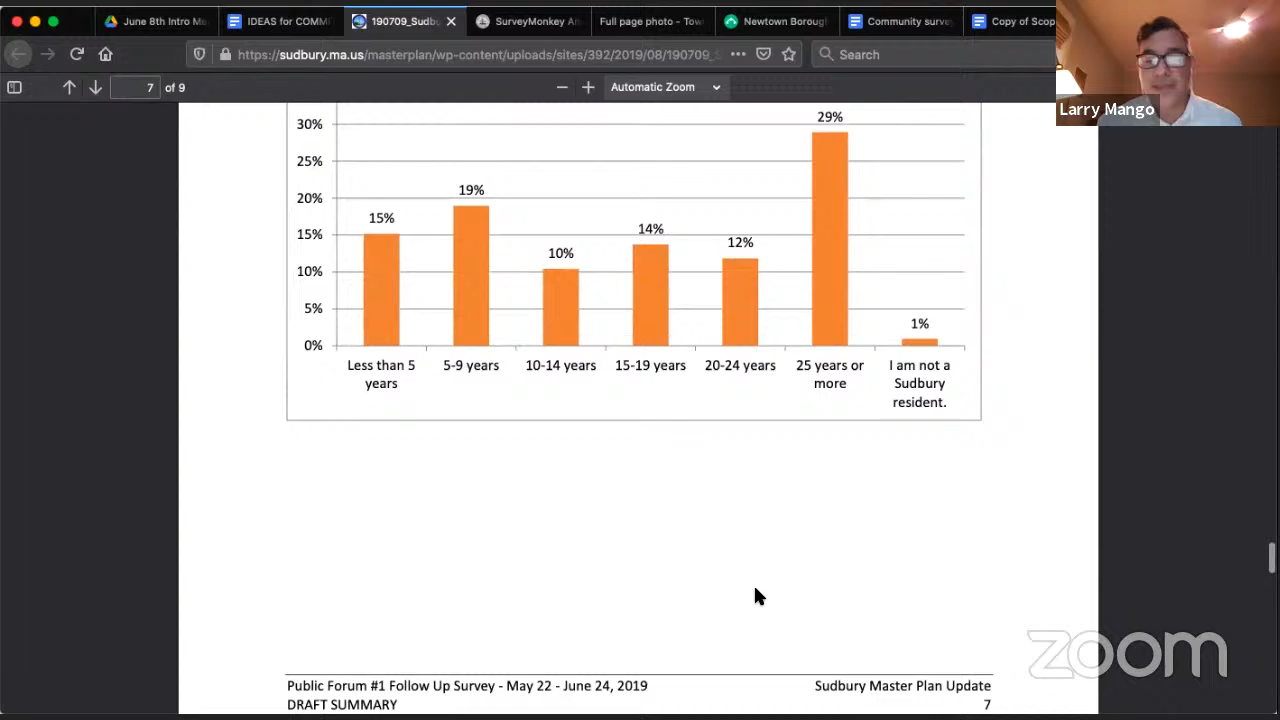 June 8th Intro Me
IDEAS for COMM
190709_Sudbu
SurveyMonkey An
Full page photo - Tow
Newtown Borough
Community surve
Copy of Scop
https://sudbury.ma.us/masterplan/wp-content/uploads/sites/392/2019/08/190709_S
Search
7 of 9
Automatic Zoom
Larry Mango
30%
25%
20%
15%
10%
5%
0%
15%
19%
10%
14%
12%
29%
1%
Less than 5
years
5-9 years
10-14 years
15-19 years
20-24 years
25 years or
more
I am not a
Sudbury
resident.
zoom
Public Forum #1 Follow Up Survey - May 22 - June 24, 2019
Sudbury Master Plan Update
DRAFT SUMMARY
7